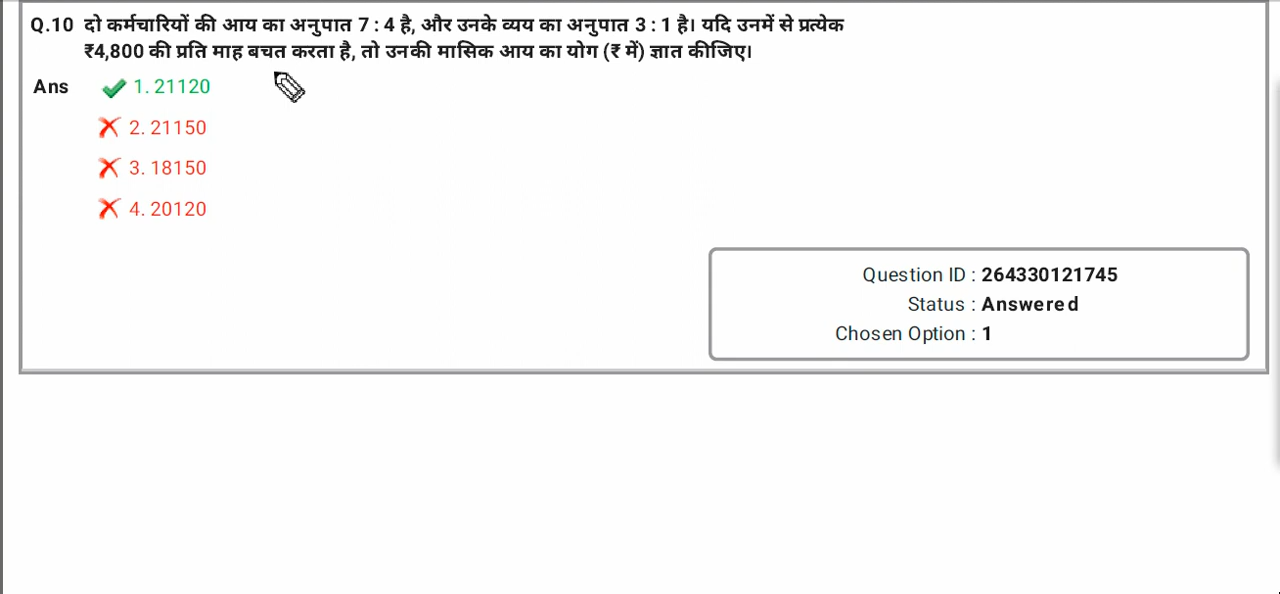 Q.10 दो कर्मचारियों की आय का अनुपात 7 : 4 है, और उनके व्यय का अनुपात 3 : 1 है। यदि उनमें से प्रत्येक
₹4,800 की प्रति माह बचत करता है, तो उनकी मासिक आय का योग (₹ में) ज्ञात कीजिए।
Ans 1. 21120
2. 21150
3. 18150
4. 20120
Question ID : 264330121745
Status : Answered
Chosen Option : 1